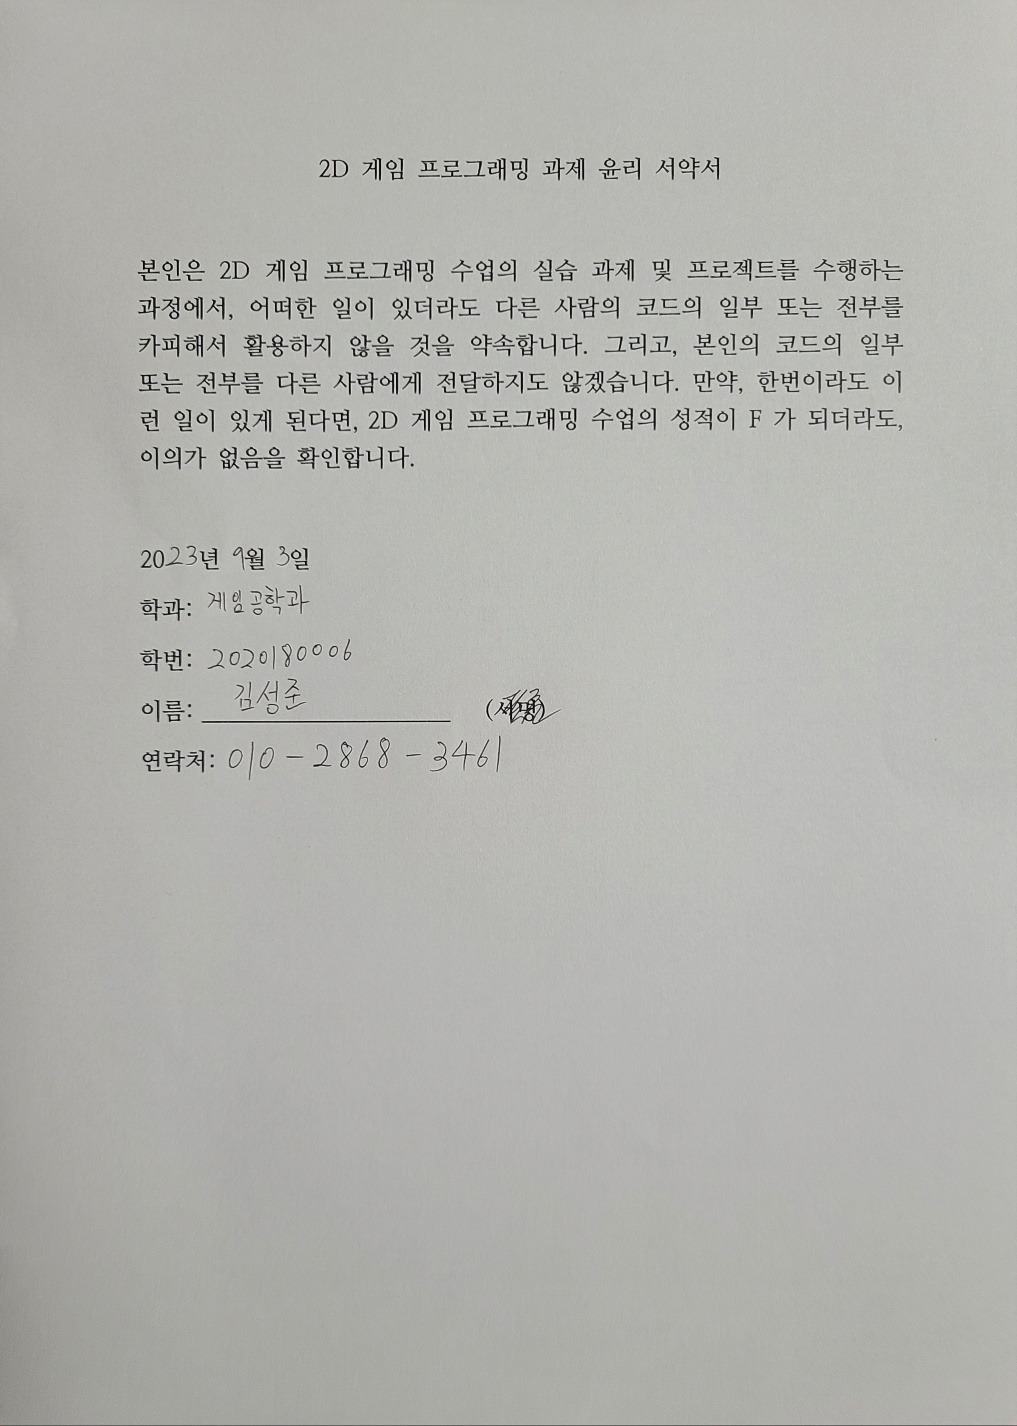 2D 게임 프로그래밍 과제 윤리 서약서
본인은 2D 게임 프로그래밍 수업의 실습 과제 및 프로젝트를 수행하는
과정에서, 어떠한 일이 있더라도 다른 사람의 코드의 일부 또는 전부를
카피해서 활용하지 않을 것을 약속합니다. 그리고, 본인의 코드의 일부
또는 전부를 다른 사람에게 전달하지도 않겠습니다. 만약, 한번이라도 이
런 일이 있게 된다면, 2D 게임 프로그래밍 수업의 성적이 F 가 되더라도,
이의가 없음을 확인합니다.
2023년 9월 3일
학과: 게임공학과
학번: 2020180006
이름: 김성준 (서명)
연락처: 010-2868-3461